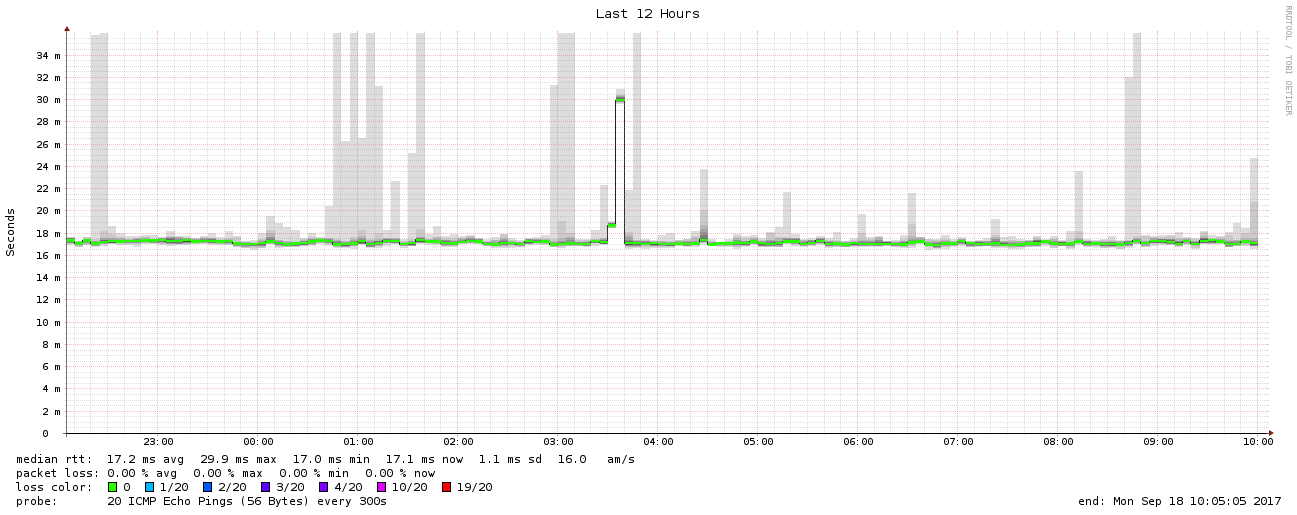 Last 12 Hours
RRDTOOL / TOBI OETIKER
Seconds
34 m
32 m
30 m
28 m
26 m
24 m
22 m
20 m
18 m
16 m
14 m
12 m
10 m
8 m
6 m
4 m
2 m
0
23:00 00:00 01:00 02:00 03:00 04:00 05:00 06:00 07:00 08:00 09:00 10:00
median rtt: 17.2 ms avg 29.9 ms max 17.0 ms min 17.1 ms now 1.1 ms sd 16.0 am/s
packet loss: 0.00 % avg 0.00 % max 0.00 % min 0.00 % now
loss color: 0 1/20 2/20 3/20 4/20 10/20 19/20
probe: 20 ICMP Echo Pings (56 Bytes) every 300s
end: Mon Sep 18 10:05:05 2017